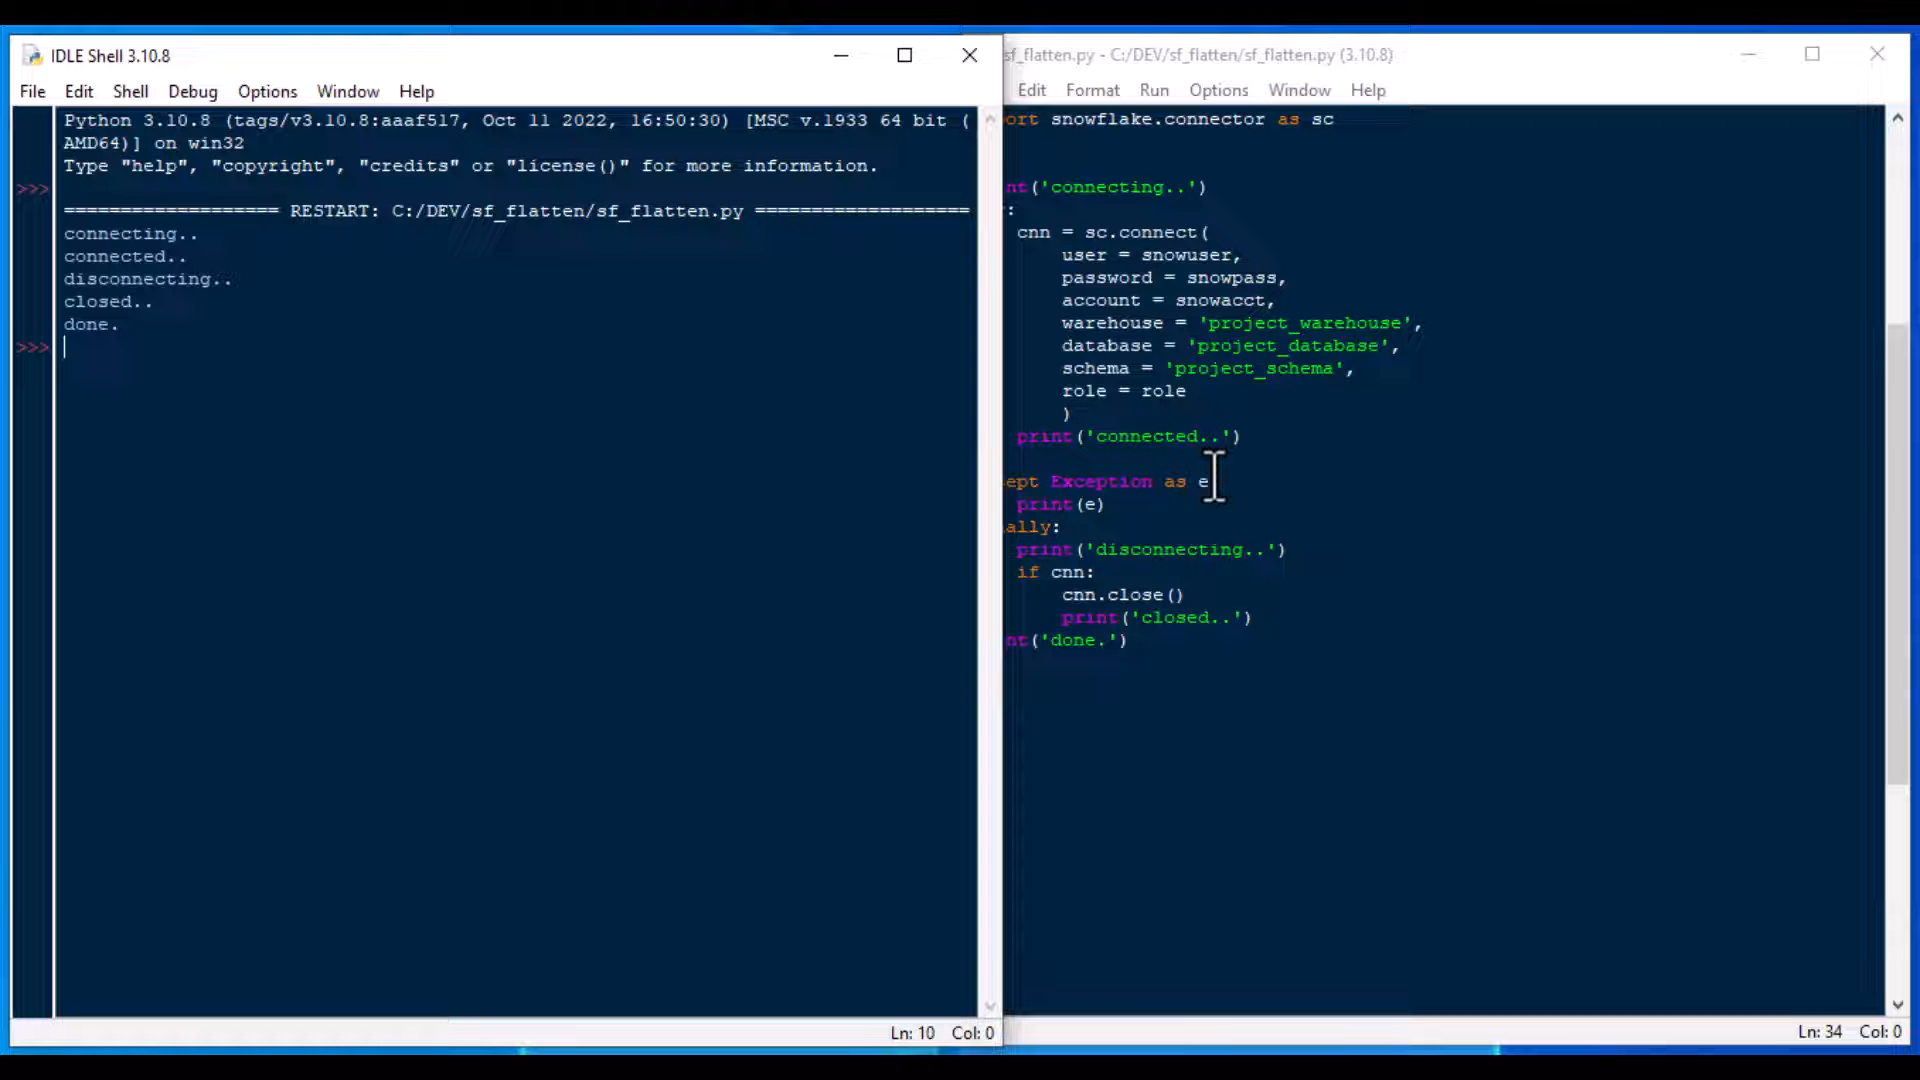 IDLE Shell 3.10.8
File Edit Shell Debug Options Window Help
Python 3.10.8 (tags/v3.10.8:aaaf517, Oct 11 2022, 16:50:30) [MSC v.1933 64 bit (
AMD64)] on win32
Type "help", "copyright", "credits" or "license()" for more information.
>>>
=================== RESTART: C:/DEV/sf_flatten/sf_flatten.py ===================
connecting..
connected..
disconnecting..
closed..
done.
>>>
Ln: 10 Col: 0
sf_flatten.py - C:/DEV/sf_flatten/sf_flatten.py (3.10.8)
Edit Format Run Options Window Help
ort snowflake.connector as sc
nt('connecting..')
:
cnn = sc.connect(
user = snowuser,
password = snowpass,
account = snowacct,
warehouse = 'project_warehouse',
database = 'project_database',
schema = 'project_schema',
role = role
)
print('connected..')
ept Exception as e
print(e)
ally:
print('disconnecting..')
if cnn:
cnn.close()
print('closed..')
nt('done.')
Ln: 34 Col: 0